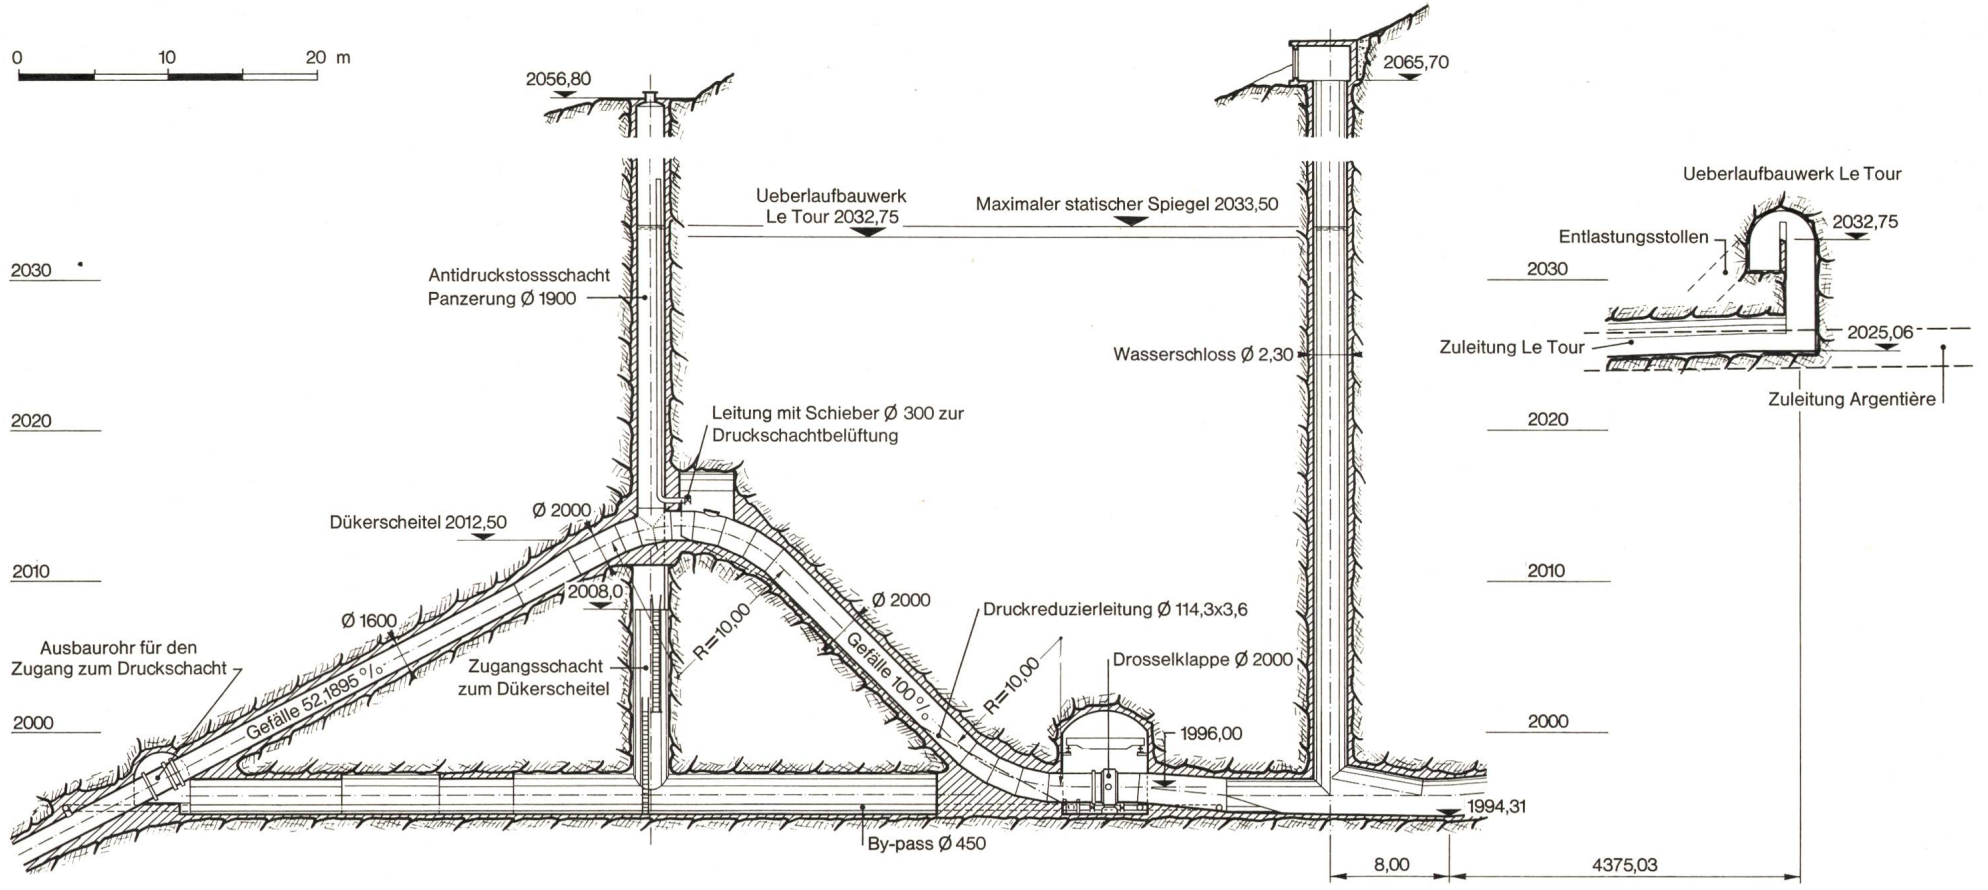 0 10 20 m
2056,80
2065,70
Ueberlaufbauwerk
Le Tour 2032,75
Maximaler statischer Spiegel 2033,50
Ueberlaufbauwerk Le Tour
2032,75
Entlastungsstollen
2030
Antidruckstossschacht
Panzerung Ø 1900
2030
Wasserschloss Ø 2,30
Zuleitung Le Tour
2025,06
Zuleitung Argentière
2020
Leitung mit Schieber Ø 300 zur
Druckschachtbelüftung
2020
Dükerscheitel 2012,50
Ø 2000
2010
2008,0
2010
Ø 1600
R=10,00
Ø 2000
Druckreduzierleitung Ø 114,3x3,6
Ausbaurohr für den
Zugang zum Druckschacht
Gefälle 52,1895 %
Zugangsschacht
zum Dükerscheitel
Gefälle 100%
R=10,00
Drosselklappe Ø 2000
2000
1996,00
2000
1994,31
By-pass Ø 450
8,00
4375,03